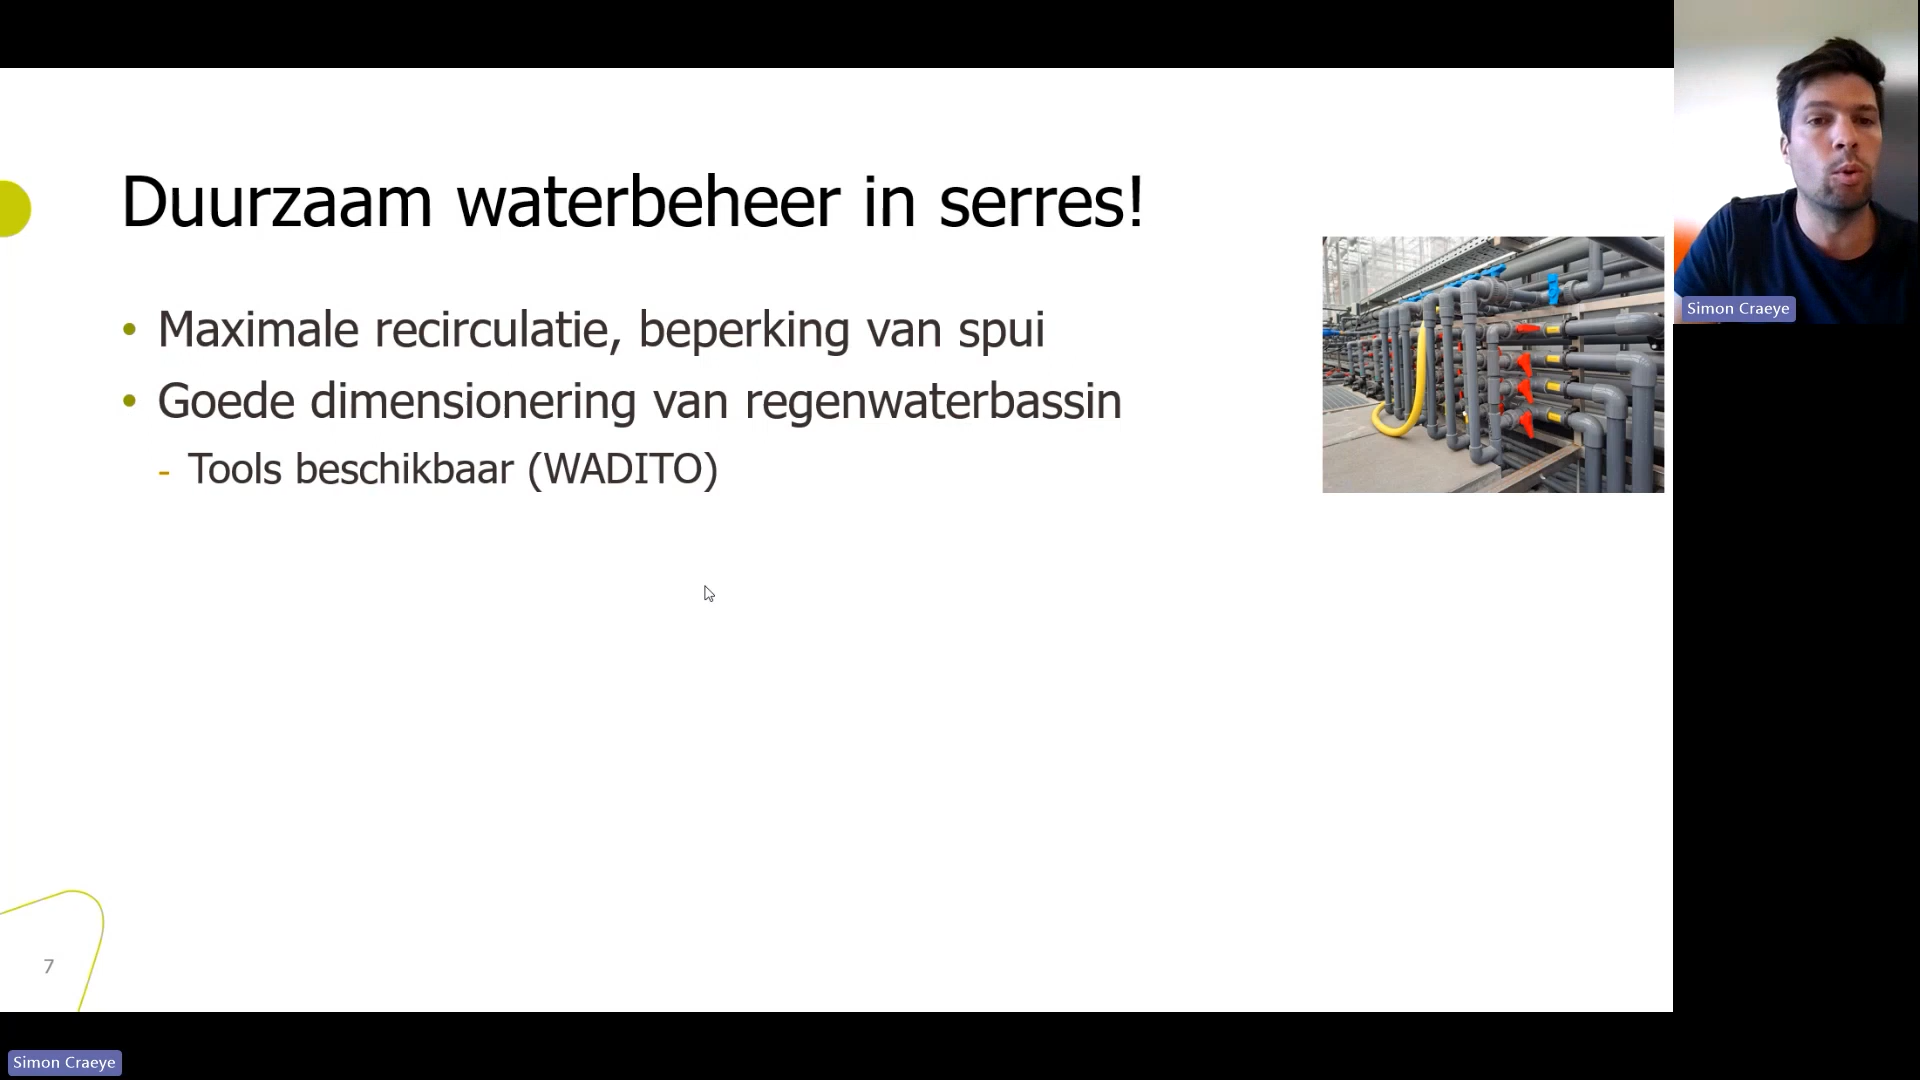 Duurzaam waterbeheer in serres!
• Maximale recirculatie, beperking van spui
• Goede dimensionering van regenwaterbassin
- Tools beschikbaar (WADITO)
7
Simon Craeye
Simon Craeye